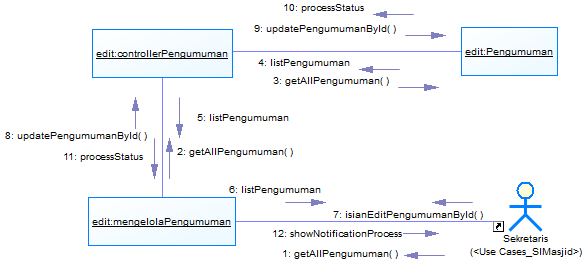 10: processStatus
9: updatePengumumanById( )
edit:controllerPengumuman
edit:Pengumuman
4: listPengumuman
3: getAllPengumuman( )
5: listPengumuman
8: updatePengumumanById( )
2: getAllPengumuman( )
11: processStatus
6: listPengumuman
edit:mengelolaPengumuman
7: isianEditPengumumanById( )
12: showNotificationProcess
Sekretaris
(<Use Cases_SIMasjid>)
1: getAllPengumuman( )